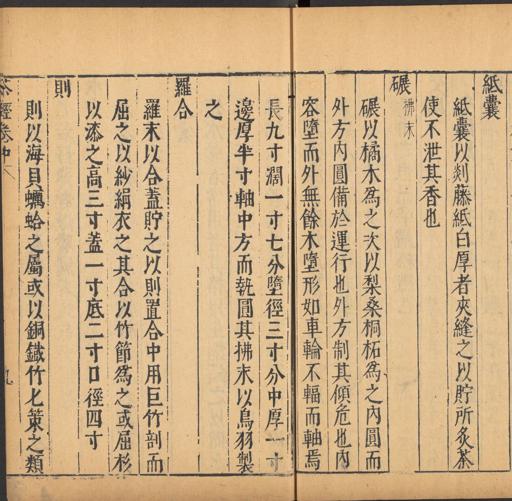 紙囊
紙囊以剡藤紙白厚者夾縫之以貯所炙茶
使不泄其香也
碾拂末
碾以橘木為之次以梨桑桐柘為之內圓而
外方內圓備於運行也外方制其傾危也內
容墮而外無餘木墮形如車輪不輻而軸焉
長九寸濶一寸七分墮徑三寸分中厚一寸
邊厚半寸軸中方而執圓其拂末以鳥羽製
之
羅合
羅末以合蓋貯之以則置合中用巨竹剖而
屈之以紗絹衣之其合以竹節為之或屈杉
以漆之高三寸蓋一寸底二寸口徑四寸
則
則以海貝蠣蛤之屬或以銅鐵竹匕策之類
茶經卷中
九